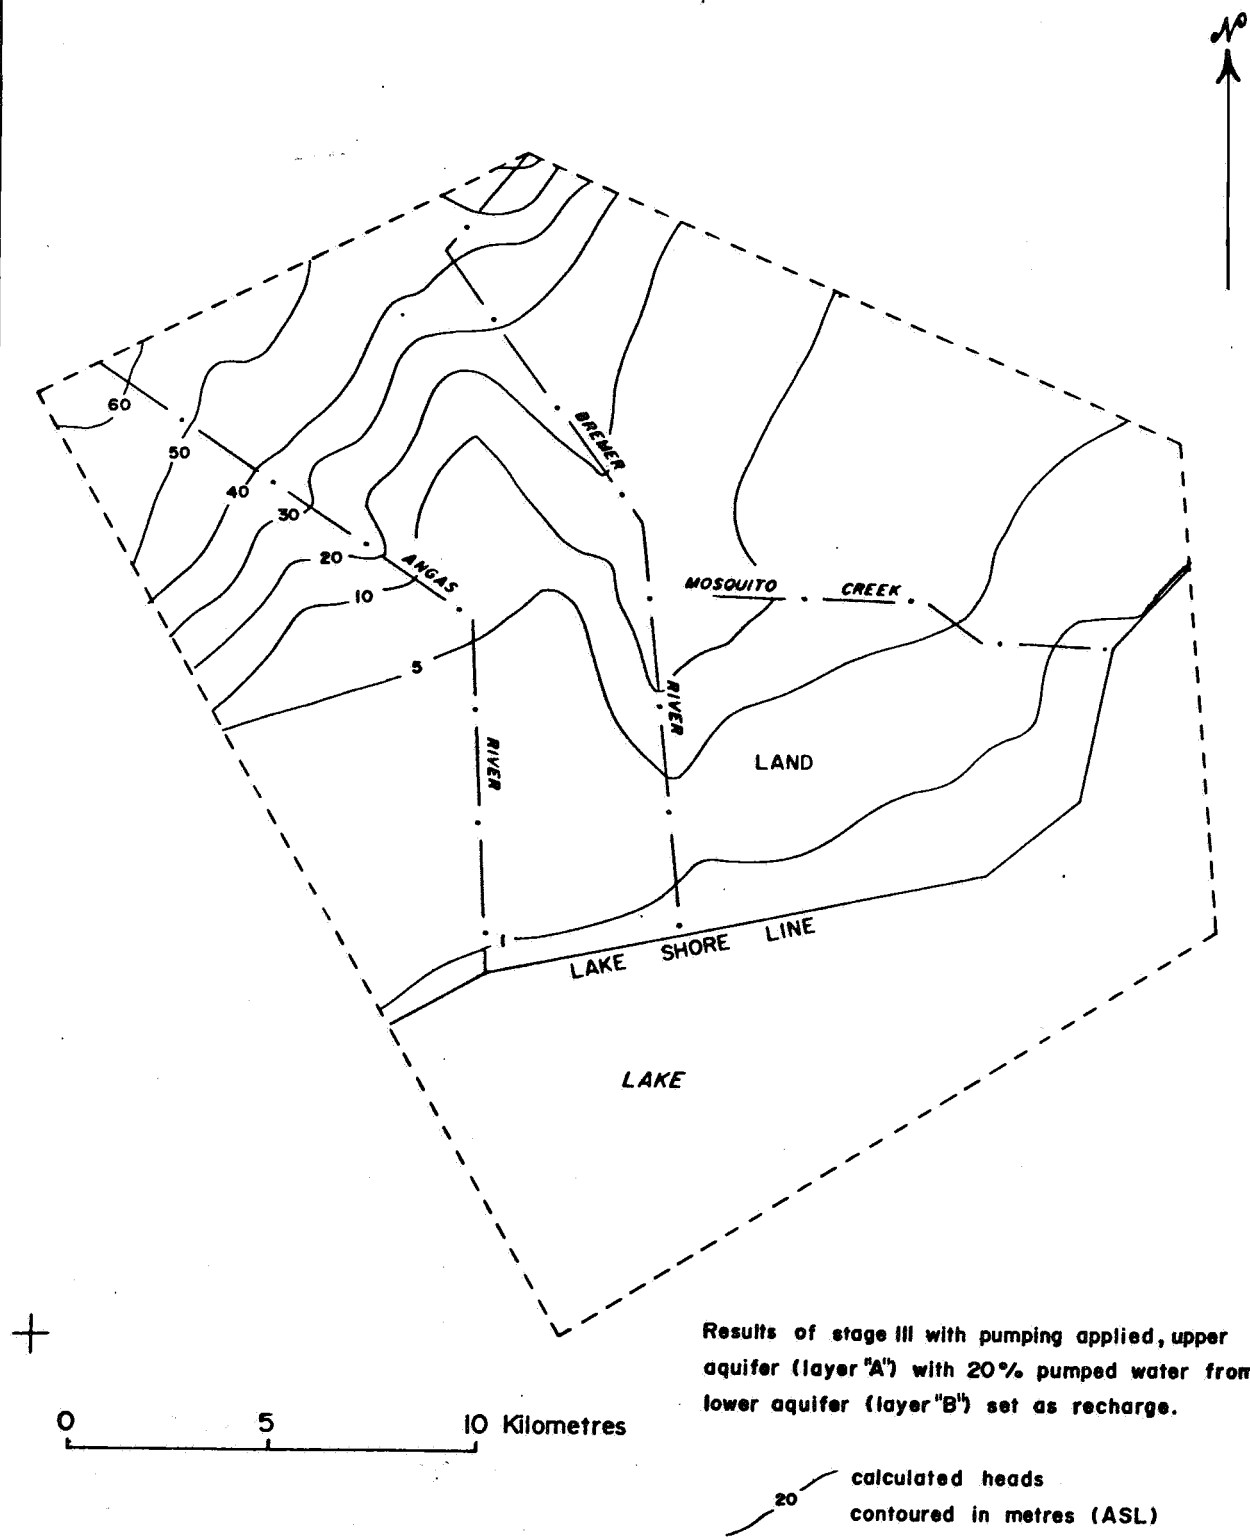 N
60
50
40
30
20
10
5
1
BREMER
RIVER
ANGAS
RIVER
MOSQUITO CREEK
LAND
LAKE SHORE LINE
LAKE
Results of stage III with pumping applied, upper
aquifer (layer "A") with 20% pumped water from
lower aquifer (layer "B") set as recharge.
0 5 10 Kilometres
20
calculated heads
contoured in metres (ASL)